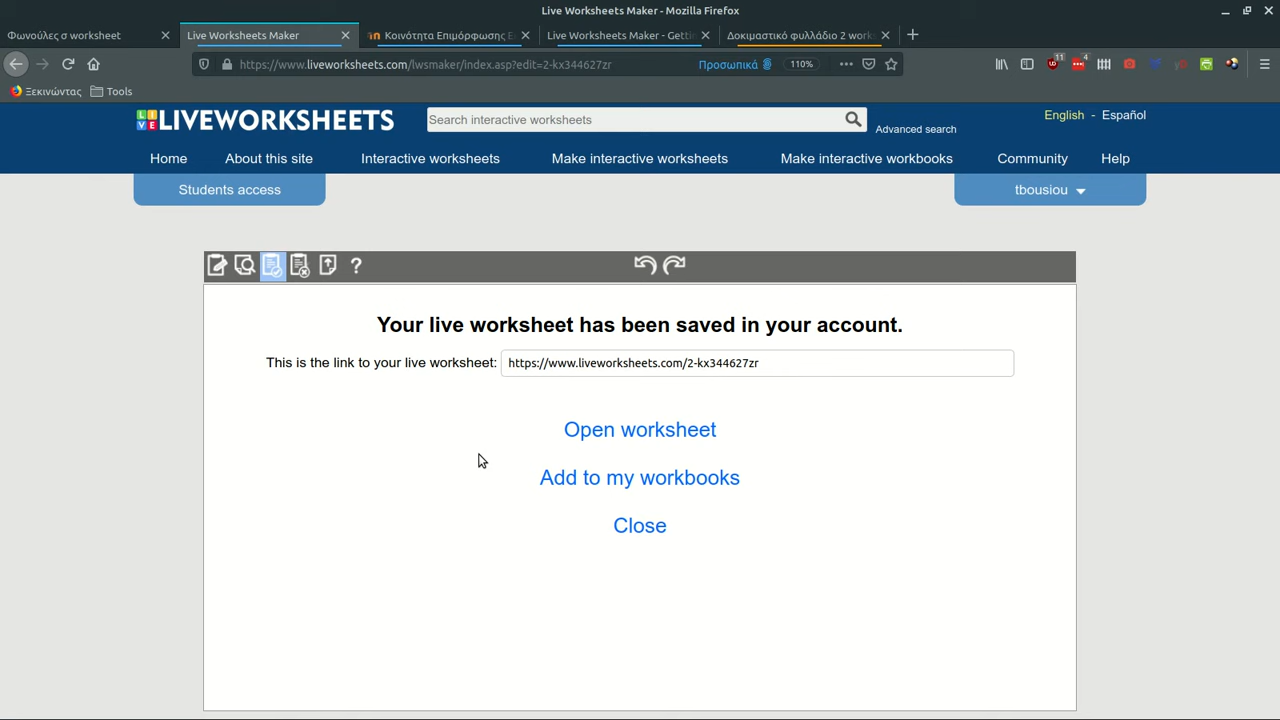 Live Worksheets Maker - Mozilla Firefox
Φωνούλες σ worksheet
Live Worksheets Maker
Κοινότητα Επιμόρφωσης Ε
Live Worksheets Maker - Getti
Δοκιμαστικό φυλλάδιο 2 work
https://www.liveworksheets.com/lwsmaker/index.asp?edit=2-kx344627zr
Προσωπικά
110%
11
4
Ξεκινώντας
Tools
LIVE
LIVEWORKSHEETS
Search interactive worksheets
Advanced search
English - Español
Home
About this site
Interactive worksheets
Make interactive worksheets
Make interactive workbooks
Community
Help
Students access
tbousiou
?
Your live worksheet has been saved in your account.
This is the link to your live worksheet: https://www.liveworksheets.com/2-kx344627zr
Open worksheet
Add to my workbooks
Close